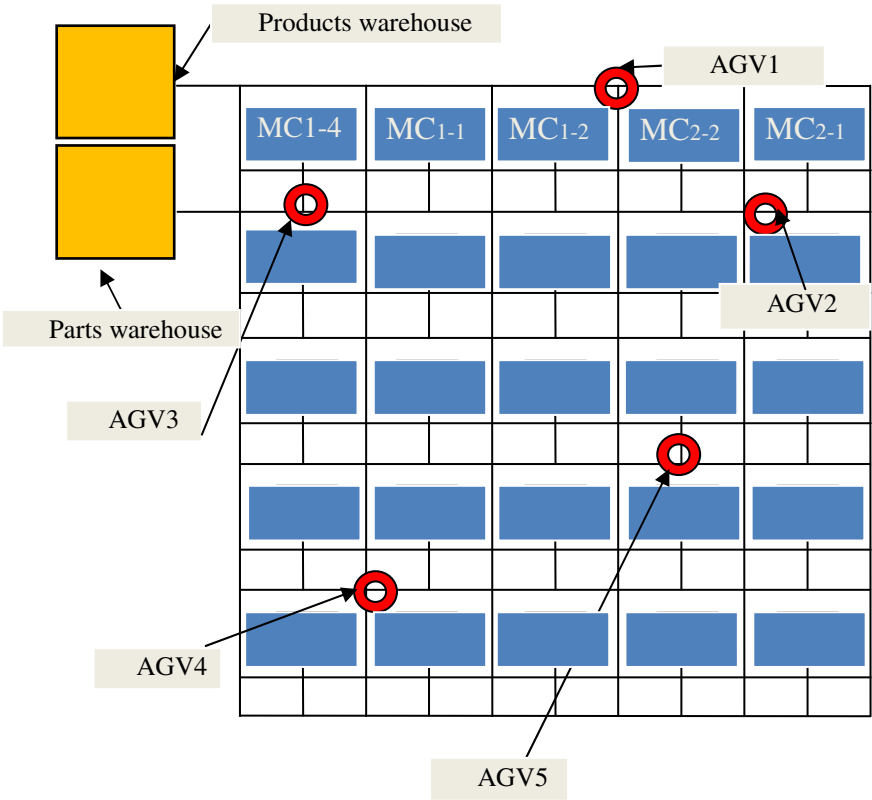 Products warehouse
AGV1
MC1-4
MC1-1
MC1-2
MC2-2
MC2-1
AGV2
Parts warehouse
AGV3
AGV4
AGV5